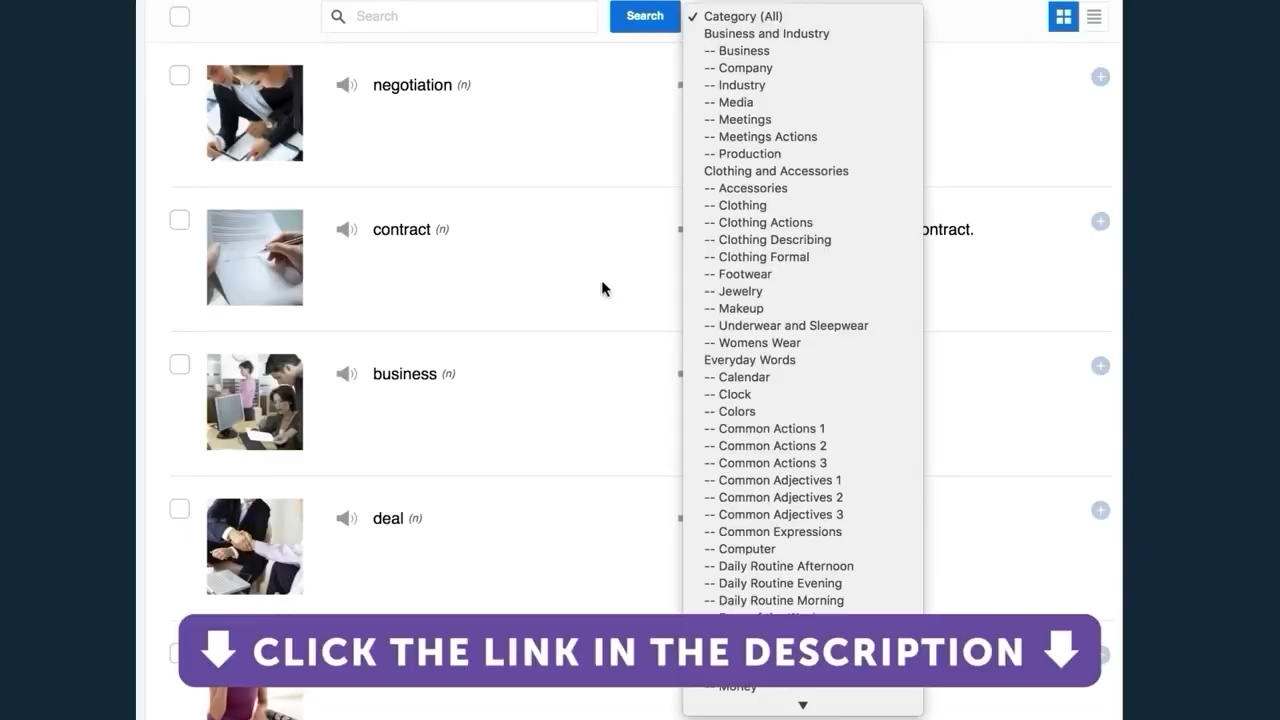 Search
Search
✓ Category (All)
Business and Industry
-- Business
-- Company
-- Industry
-- Media
-- Meetings
-- Meetings Actions
-- Production
Clothing and Accessories
-- Accessories
-- Clothing
-- Clothing Actions
-- Clothing Describing
-- Clothing Formal
-- Footwear
-- Jewelry
-- Makeup
-- Underwear and Sleepwear
-- Womens Wear
Everyday Words
-- Calendar
-- Clock
-- Colors
-- Common Actions 1
-- Common Actions 2
-- Common Actions 3
-- Common Adjectives 1
-- Common Adjectives 2
-- Common Adjectives 3
-- Common Expressions
-- Computer
-- Daily Routine Afternoon
-- Daily Routine Evening
-- Daily Routine Morning
-- Money
negotiation (n)
contract (n)
ontract.
business (n)
deal (n)
CLICK THE LINK IN THE DESCRIPTION